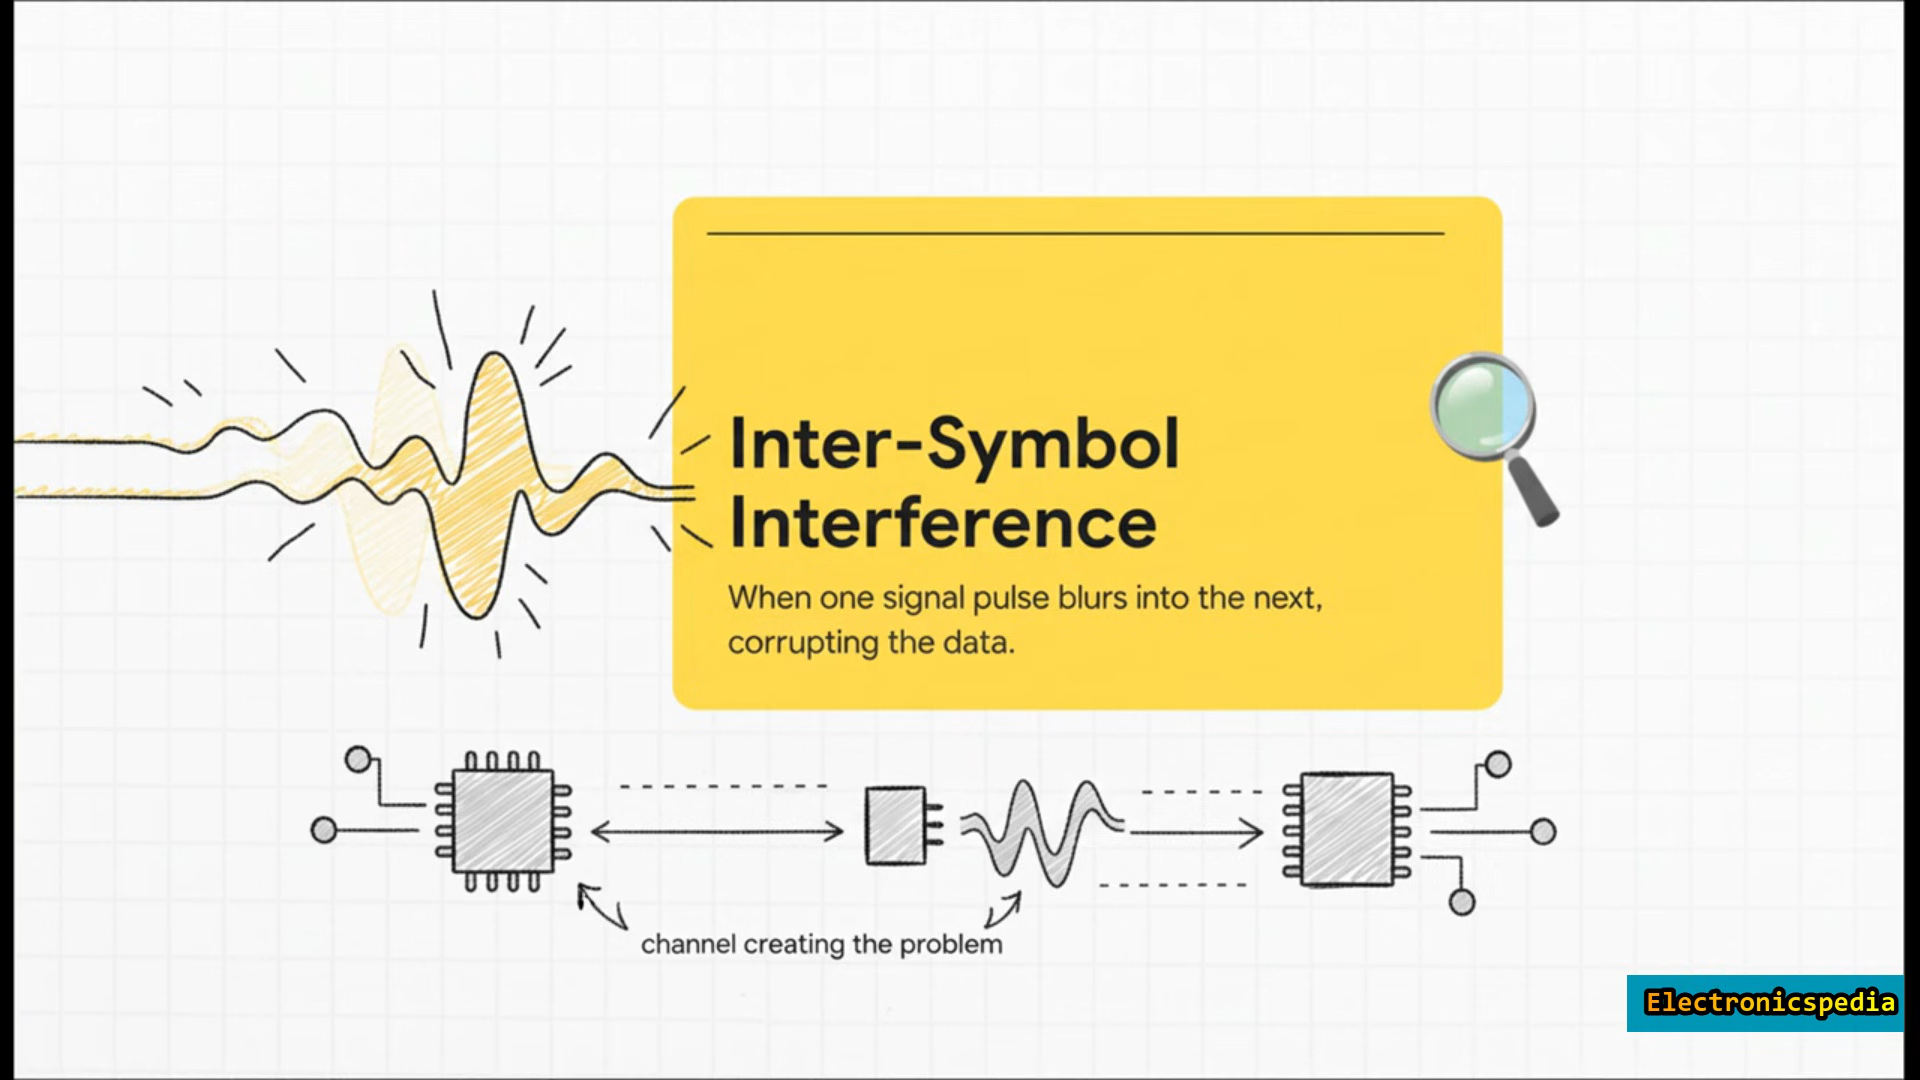 Inter-Symbol
Interference
When one signal pulse blurs into the next,
corrupting the data.
channel creating the problem
Electronicspedia